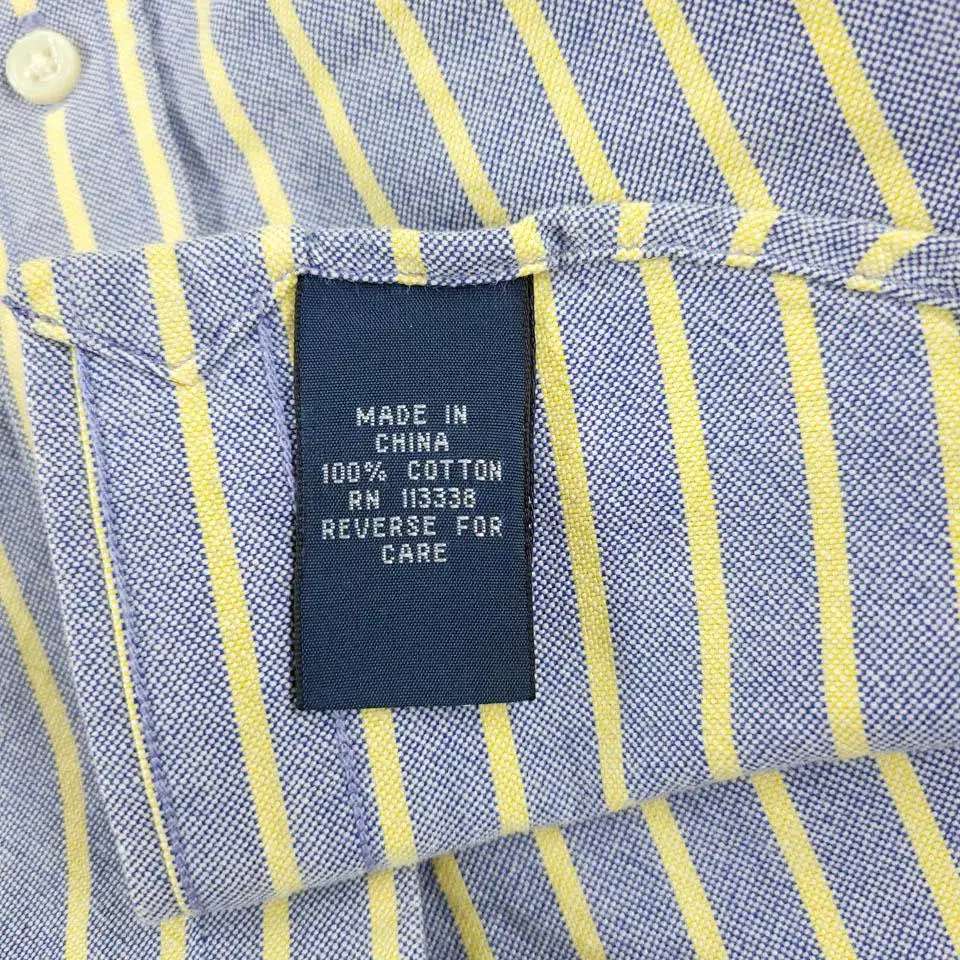 MADE IN
CHINA
100% COTTON
RN 113338
REVERSE FOR
CARE